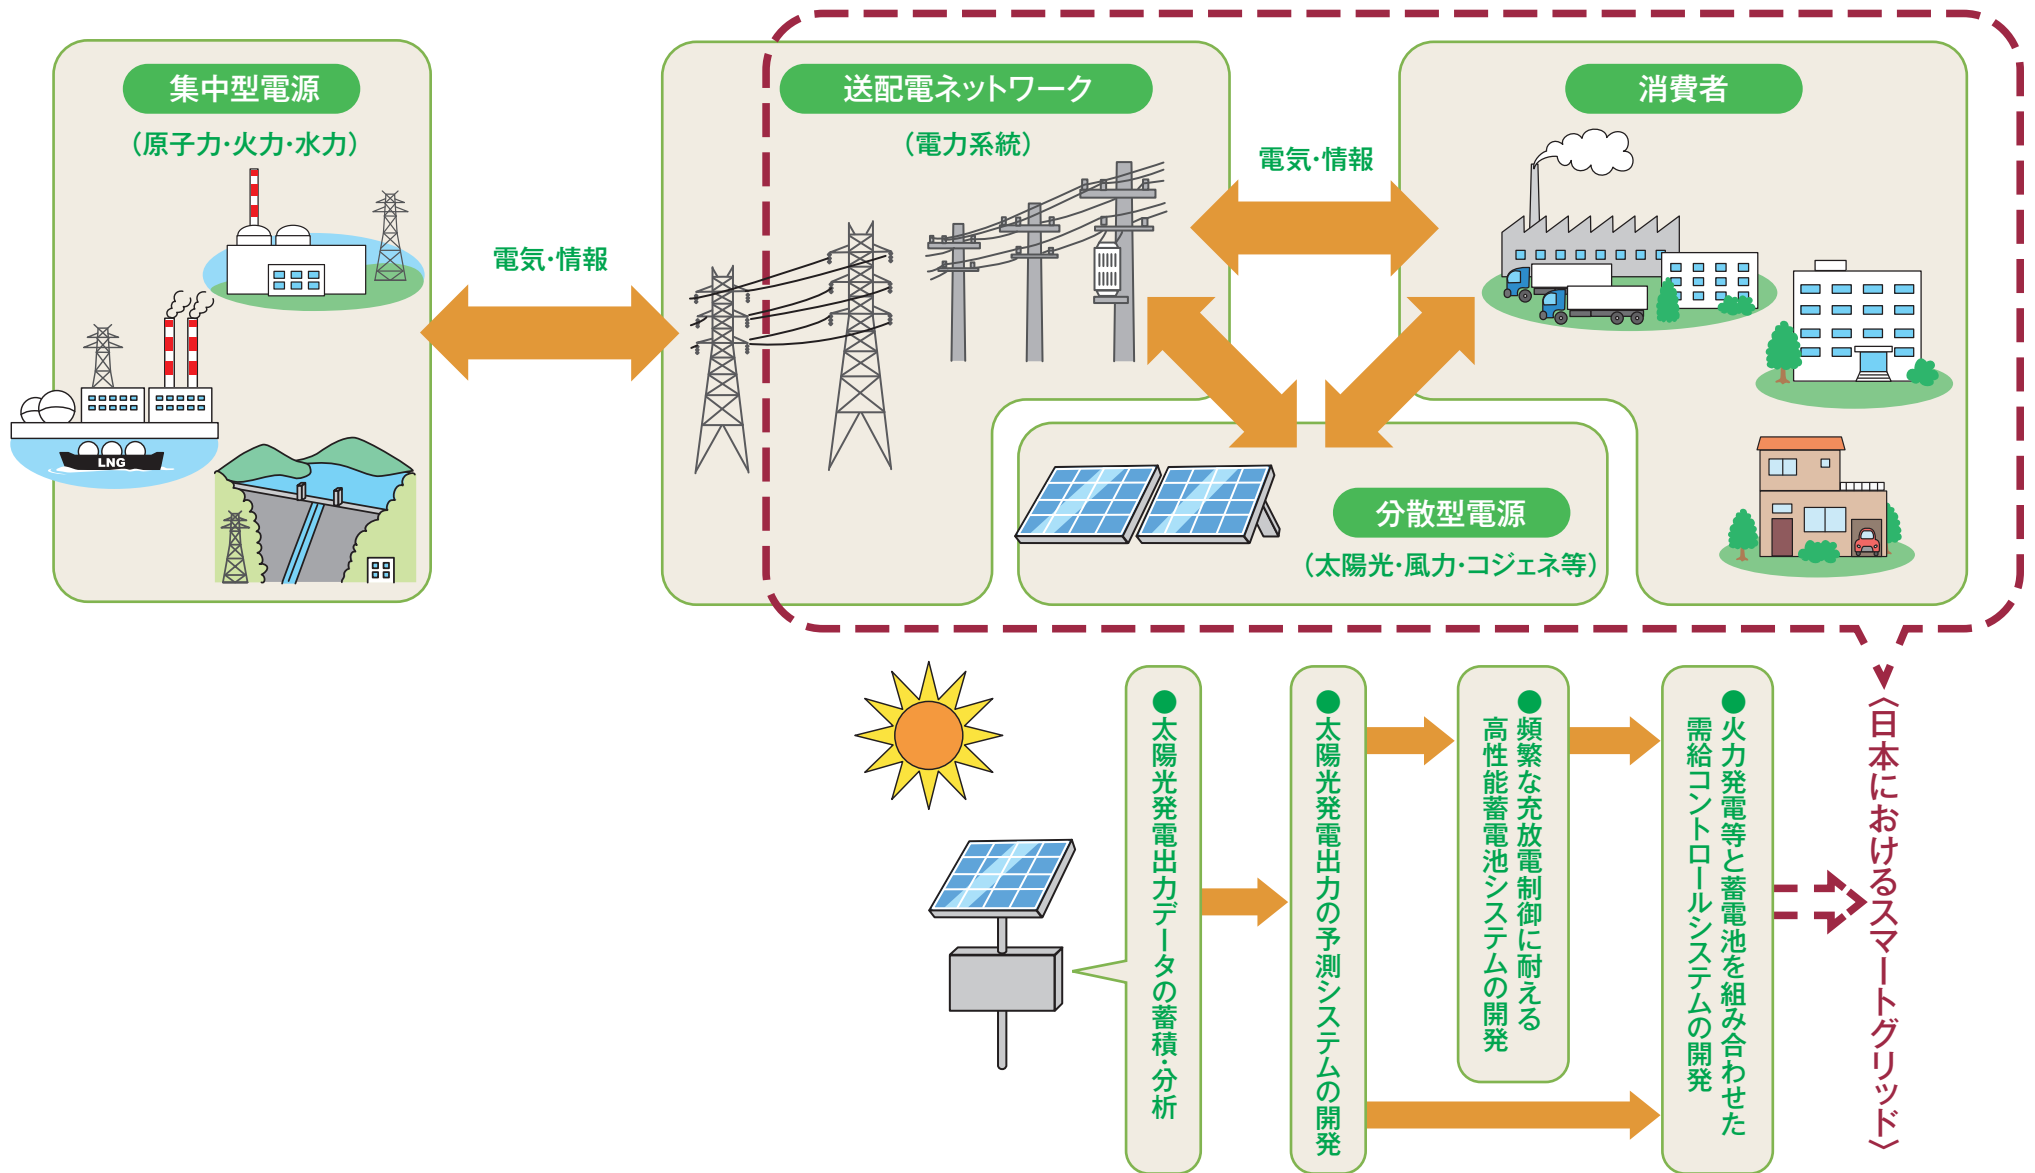 集中型電源
（原子力・火力・水力）
LNG
電気・情報
送配電ネットワーク
（電力系統）
電気・情報
消費者
分散型電源
（太陽光・風力・コジェネ等）
●太陽光発電出力データの蓄積・分析
●太陽光発電出力の予測システムの開発
●頻繁な充放電制御に耐える
高性能蓄電池システムの開発
●火力発電等と蓄電池を組み合わせた
需給コントロールシステムの開発
〈日本におけるスマートグリッド〉